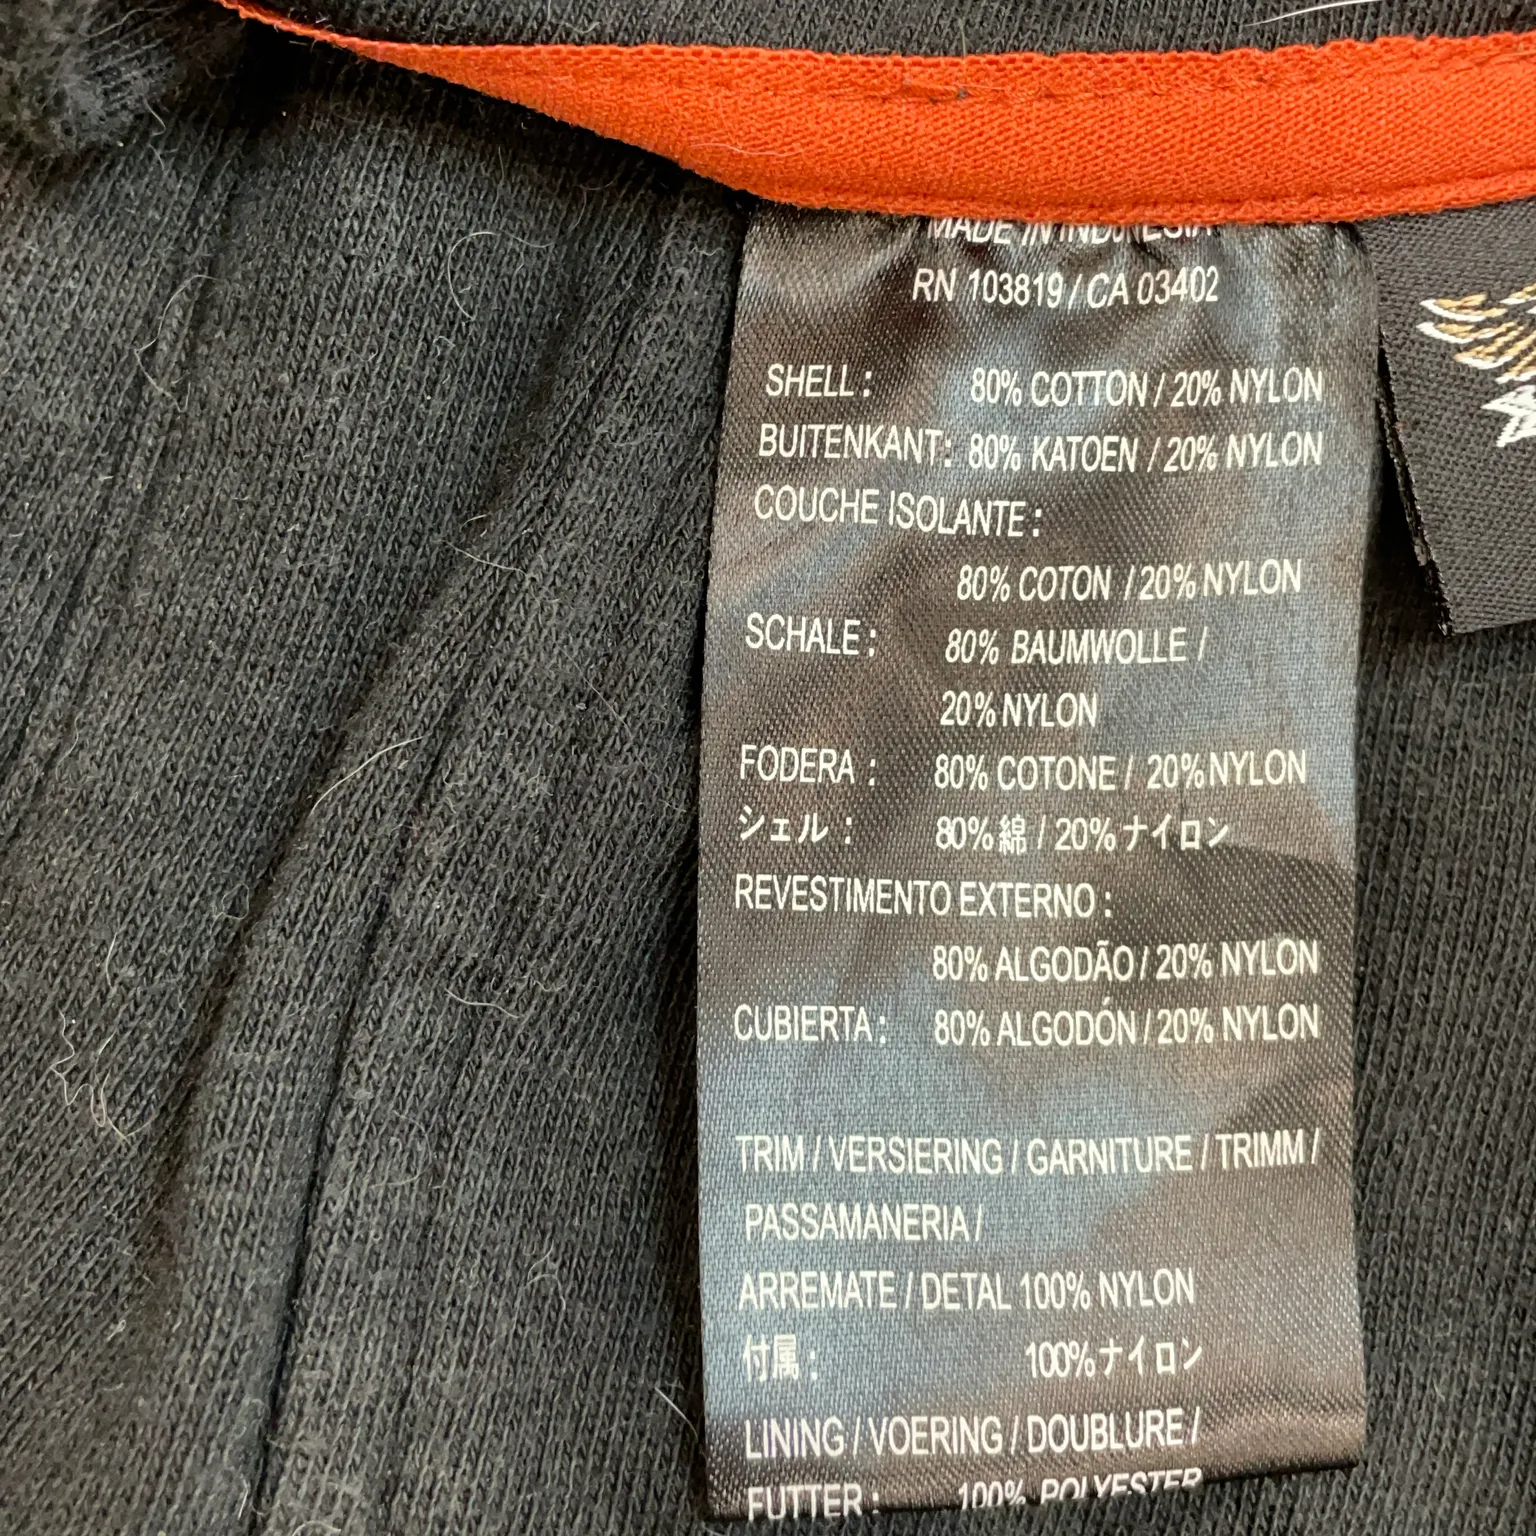 MADE IN INDONESIA
RN 103819 / CA 03402
SHELL : 80% COTTON / 20% NYLON
BUITENKANT: 80% KATOEN / 20% NYLON
COUCHE ISOLANTE :
80% COTON / 20% NYLON
SCHALE : 80% BAUMWOLLE /
20% NYLON
FODERA : 80% COTONE / 20% NYLON
シェル : 80% 綿 / 20% ナイロン
REVESTIMENTO EXTERNO :
80% ALGODÃO / 20% NYLON
CUBIERTA : 80% ALGODÓN / 20% NYLON
TRIM / VERSIERING / GARNITURE / TRIMM /
PASSAMANERIA /
ARREMATE / DETAL 100% NYLON
付属 : 100% ナイロン
LINING / VOERING / DOUBLURE /
FUTTER : 100% POLYESTER